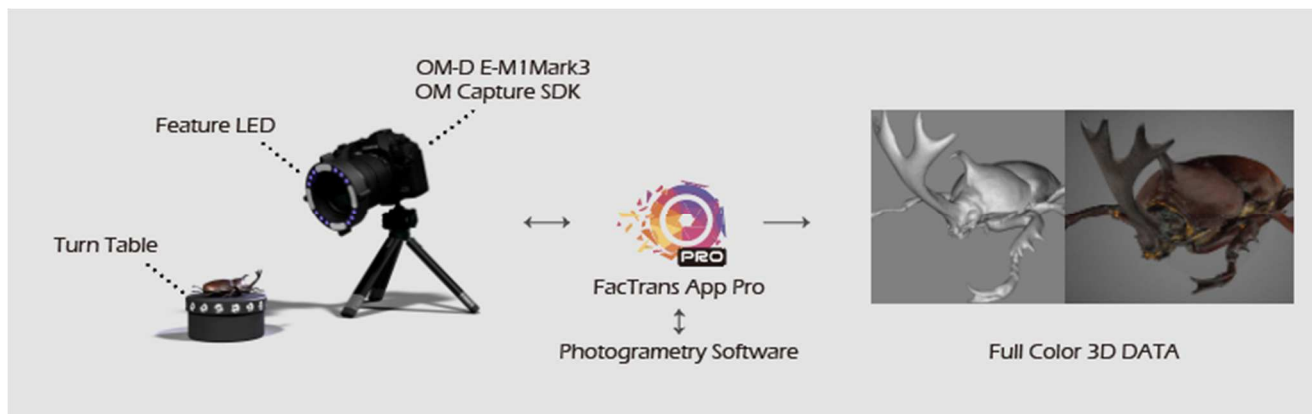 OM-D E-M1Mark3
OM Capture SDK
Feature LED
Turn Table
PRO
FacTrans App Pro
Photogrametry Software
Full Color 3D DATA